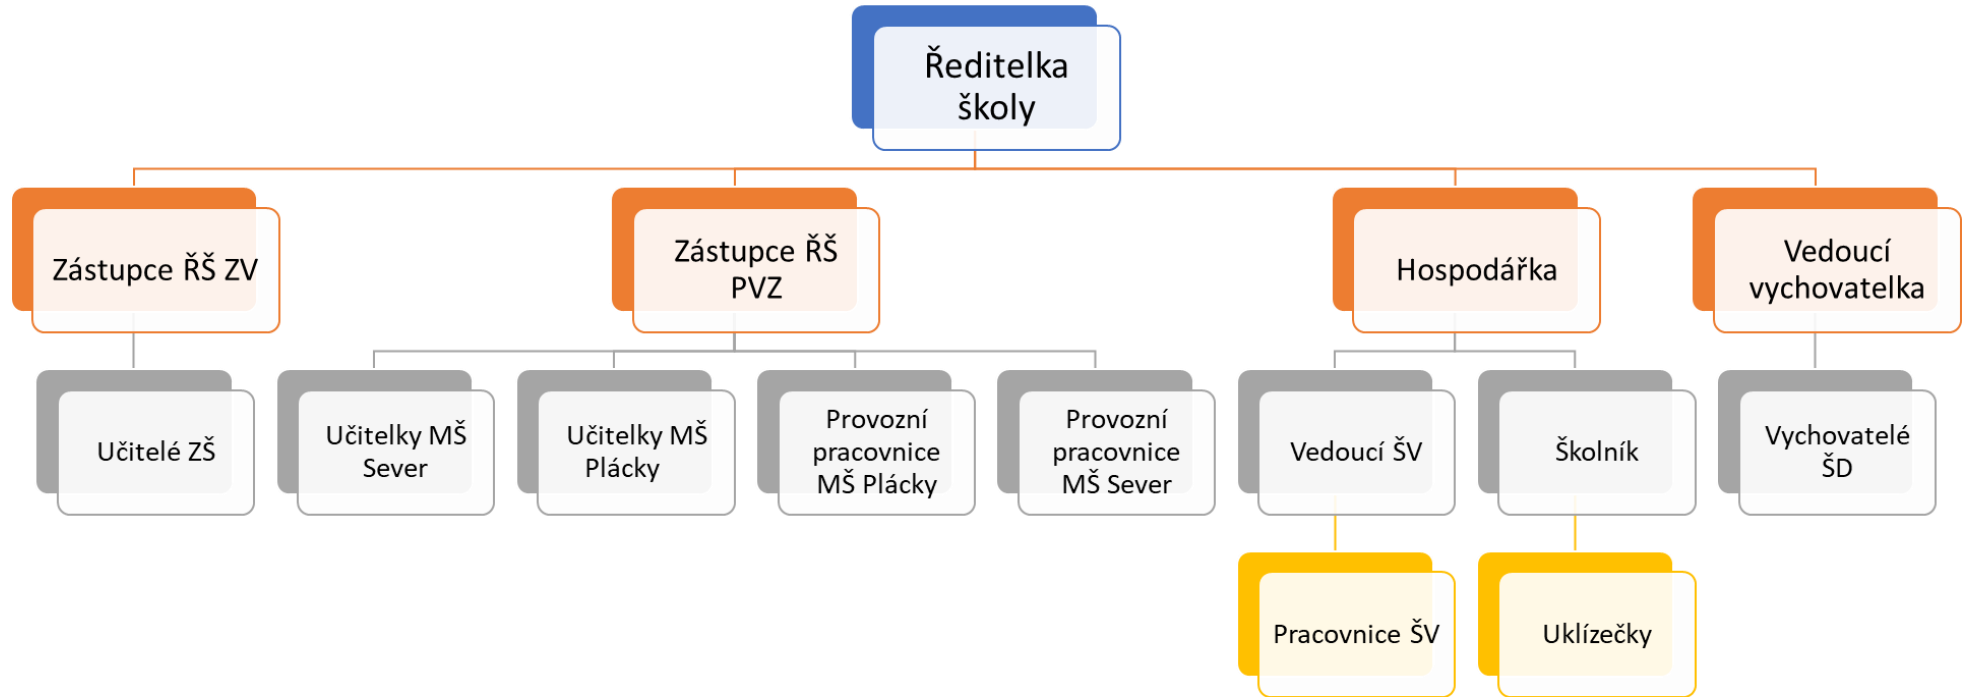 Ředitelka
školy
Zástupce ŘŠ ZV
Zástupce ŘŠ
PVZ
Hospodářka
Vedoucí
vychovatelka
Učitelé ZŠ
Učitelky MŠ
Sever
Učitelky MŠ
Plácky
Provozní
pracovnice
MŠ Plácky
Provozní
pracovnice
MŠ Sever
Vedoucí ŠV
Školník
Vychovatelé
ŠD
Pracovnice ŠV
Uklízečky